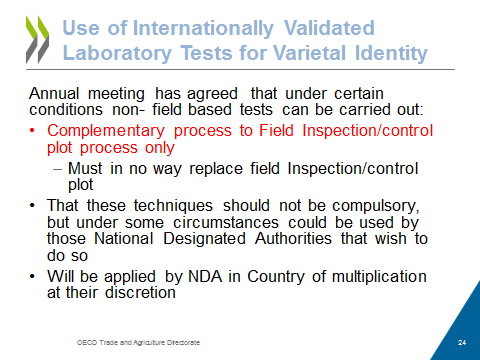 Use of Internationally Validated
Laboratory Tests for Varietal Identity
Annual meeting has agreed that under certain
conditions non- field based tests can be carried out:
• Complementary process to Field Inspection/control
plot process only
– Must in no way replace field Inspection/control
plot
• That these techniques should not be compulsory,
but under some circumstances could be used by
those National Designated Authorities that wish to
do so
• Will be applied by NDA in Country of multiplication
at their discretion
OECD Trade and Agriculture Directorate
24